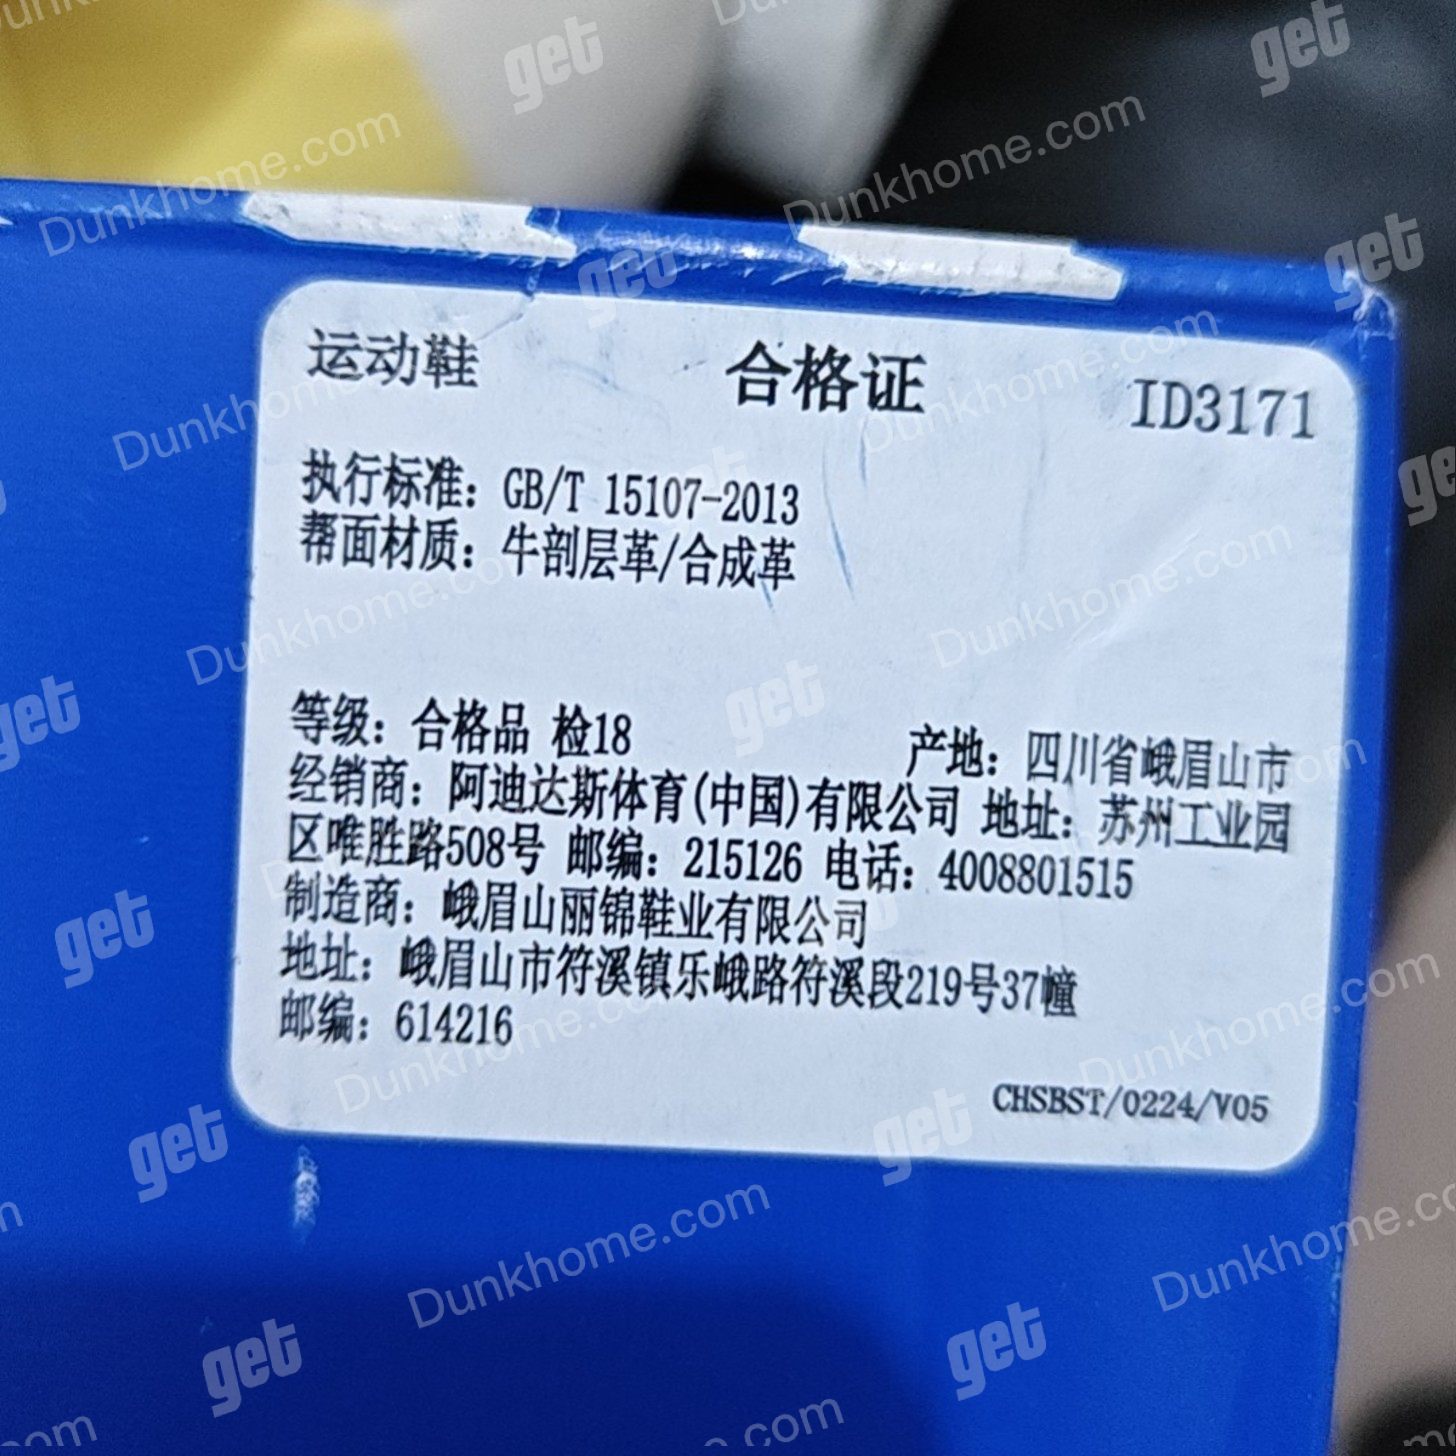 运动鞋 合格证 ID3171
执行标准：GB/T 15107-2013
帮面材质：牛剖层革/合成革
等级：合格品 检18 产地：四川省峨眉山市
经销商：阿迪达斯体育(中国)有限公司 地址：苏州工业园
区唯胜路508号 邮编：215126 电话：4008801515
制造商：峨眉山丽锦鞋业有限公司
地址：峨眉山市符溪镇乐峨路符溪段219号37幢
邮编：614216
CHSBST/0224/V05
get
Dunkhome.com